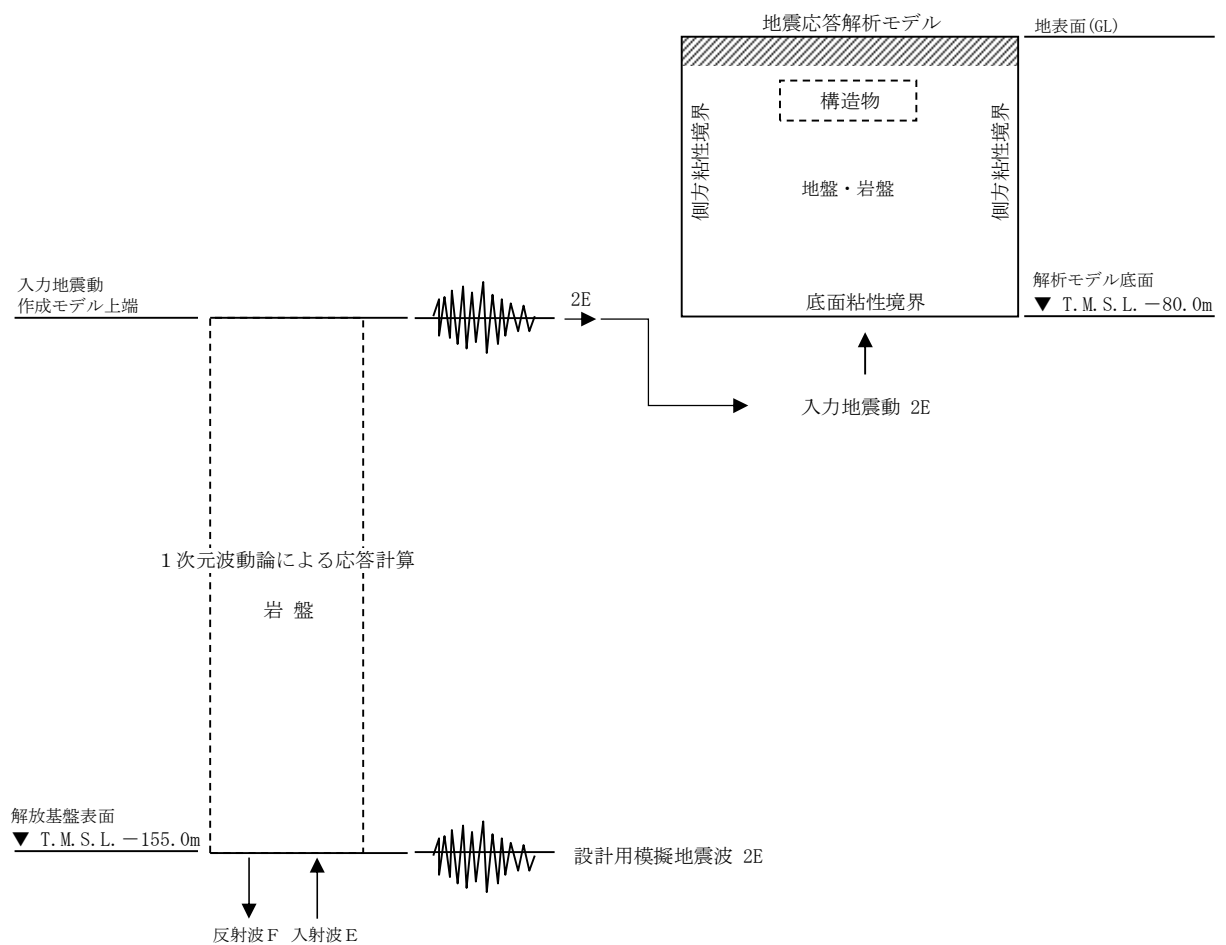 地震応答解析モデル
地表面(GL)
構造物
側方粘性境界
側方粘性境界
地盤・岩盤
入力地震動
作成モデル上端
2E
底面粘性境界
解析モデル底面
▼ T.M.S.L.－80.0m
入力地震動 2E
1次元波動論による応答計算
岩 盤
解放基盤表面
▼ T.M.S.L.－155.0m
設計用模擬地震波 2E
反射波F 入射波E